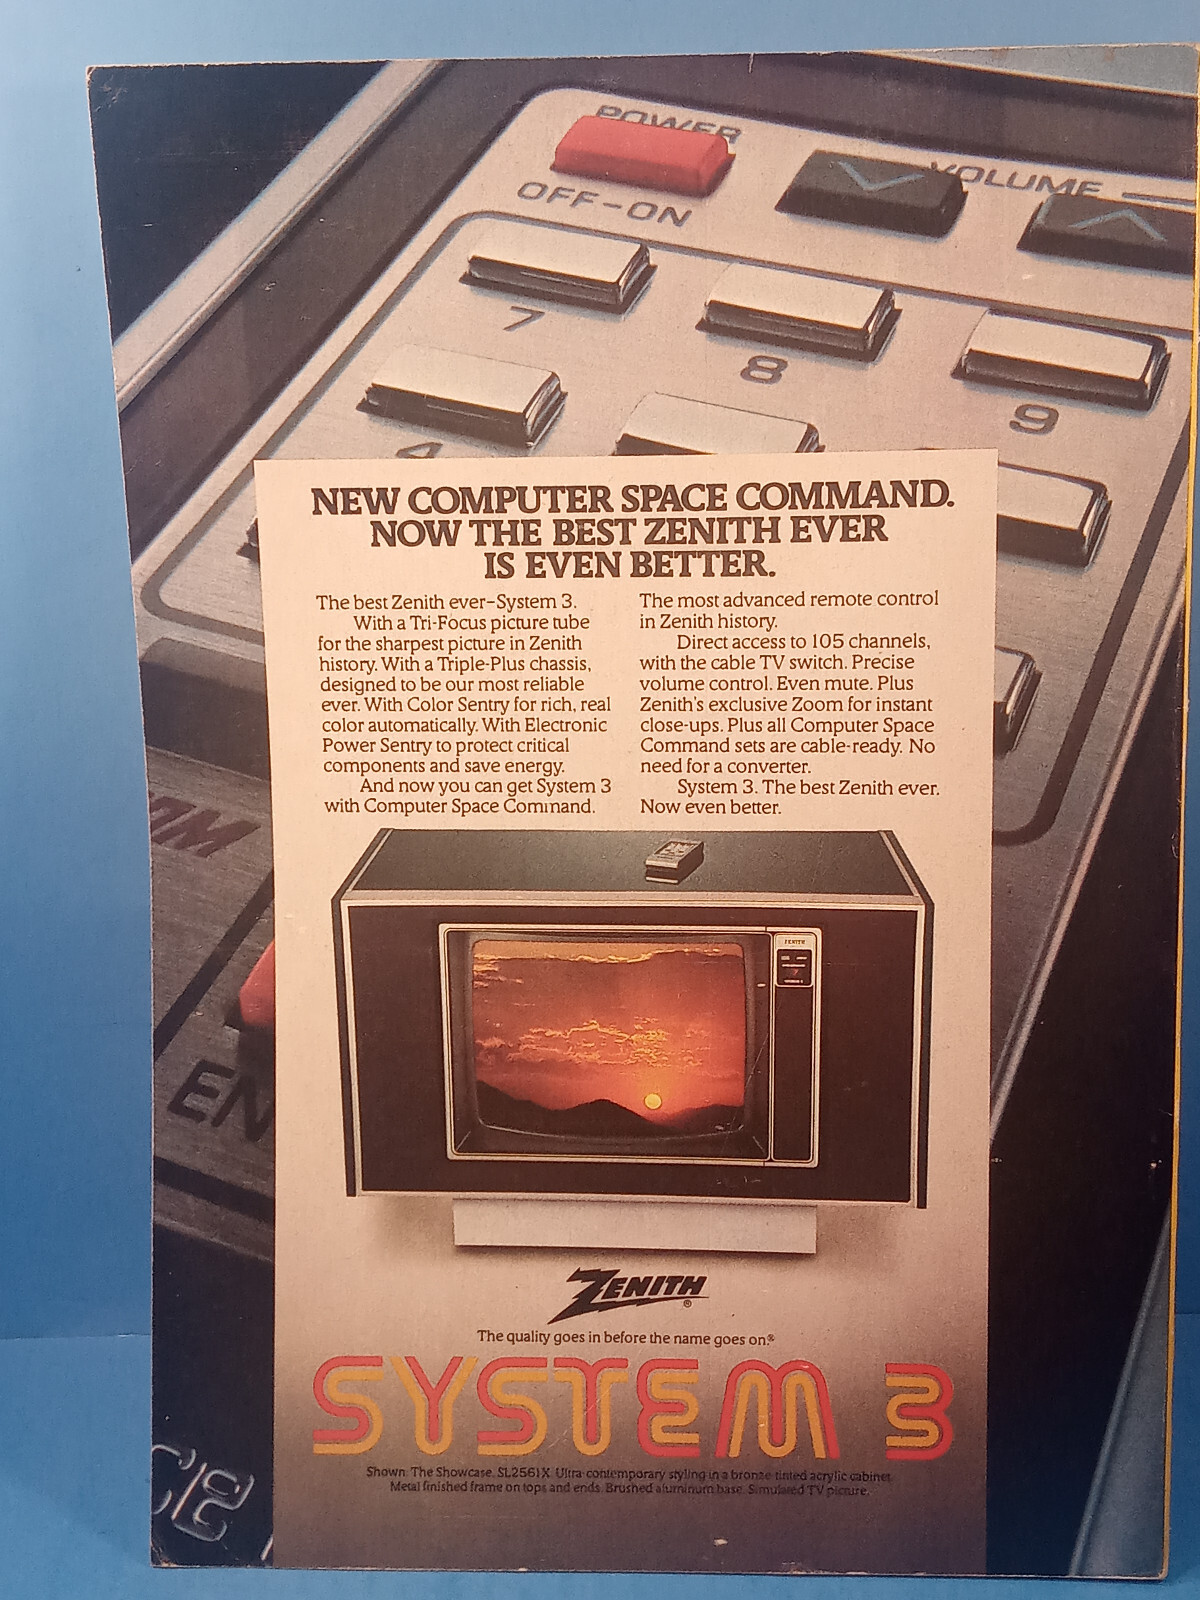 POWER
OFF-ON
VOLUME
7
8
9
4
NEW COMPUTER SPACE COMMAND.
NOW THE BEST ZENITH EVER
IS EVEN BETTER.
The best Zenith ever–System 3.
With a Tri-Focus picture tube
for the sharpest picture in Zenith
history. With a Triple-Plus chassis,
designed to be our most reliable
ever. With Color Sentry for rich, real
color automatically. With Electronic
Power Sentry to protect critical
components and save energy.
And now you can get System 3
with Computer Space Command.
The most advanced remote control
in Zenith history.
Direct access to 105 channels,
with the cable TV switch. Precise
volume control. Even mute. Plus
Zenith's exclusive Zoom for instant
close-ups. Plus all Computer Space
Command sets are cable-ready. No
need for a converter.
System 3. The best Zenith ever.
Now even better.
ZENITH
EN
ZENITH®
The quality goes in before the name goes on.®
SYSTEM 3
Shown: The Showcase, SL2561X. Ultra-contemporary styling in a bronze-tinted acrylic cabinet.
Metal finished frame on tops and ends. Brushed aluminum base. Simulated TV picture.